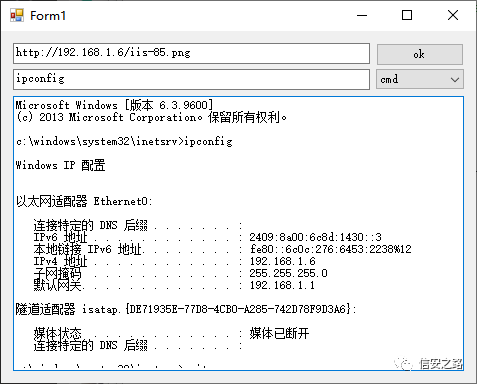 Form1
http://192.168.1.6/iis-85.png
ok
ipconfig
cmd
Microsoft Windows [版本 6.3.9600]
(c) 2013 Microsoft Corporation。保留所有权利。
c:\windows\system32\inetsrv>ipconfig
Windows IP 配置
以太网适配器 Ethernet0:
连接特定的 DNS 后缀 . . . . . . . :
IPv6 地址 . . . . . . . . . . . . : 2409:8a00:6c8d:1430::3
本地链接 IPv6 地址. . . . . . . . : fe80::6c0c:276:6453:2238%12
IPv4 地址 . . . . . . . . . . . . : 192.168.1.6
子网掩码 . . . . . . . . . . . . : 255.255.255.0
默认网关. . . . . . . . . . . . . : 192.168.1.1
隧道适配器 isatap.{DE71935E-77D8-4CB0-A285-742D78F9D3A6}:
媒体状态 . . . . . . . . . . . . : 媒体已断开
连接特定的 DNS 后缀 . . . . . . . :
信安之路